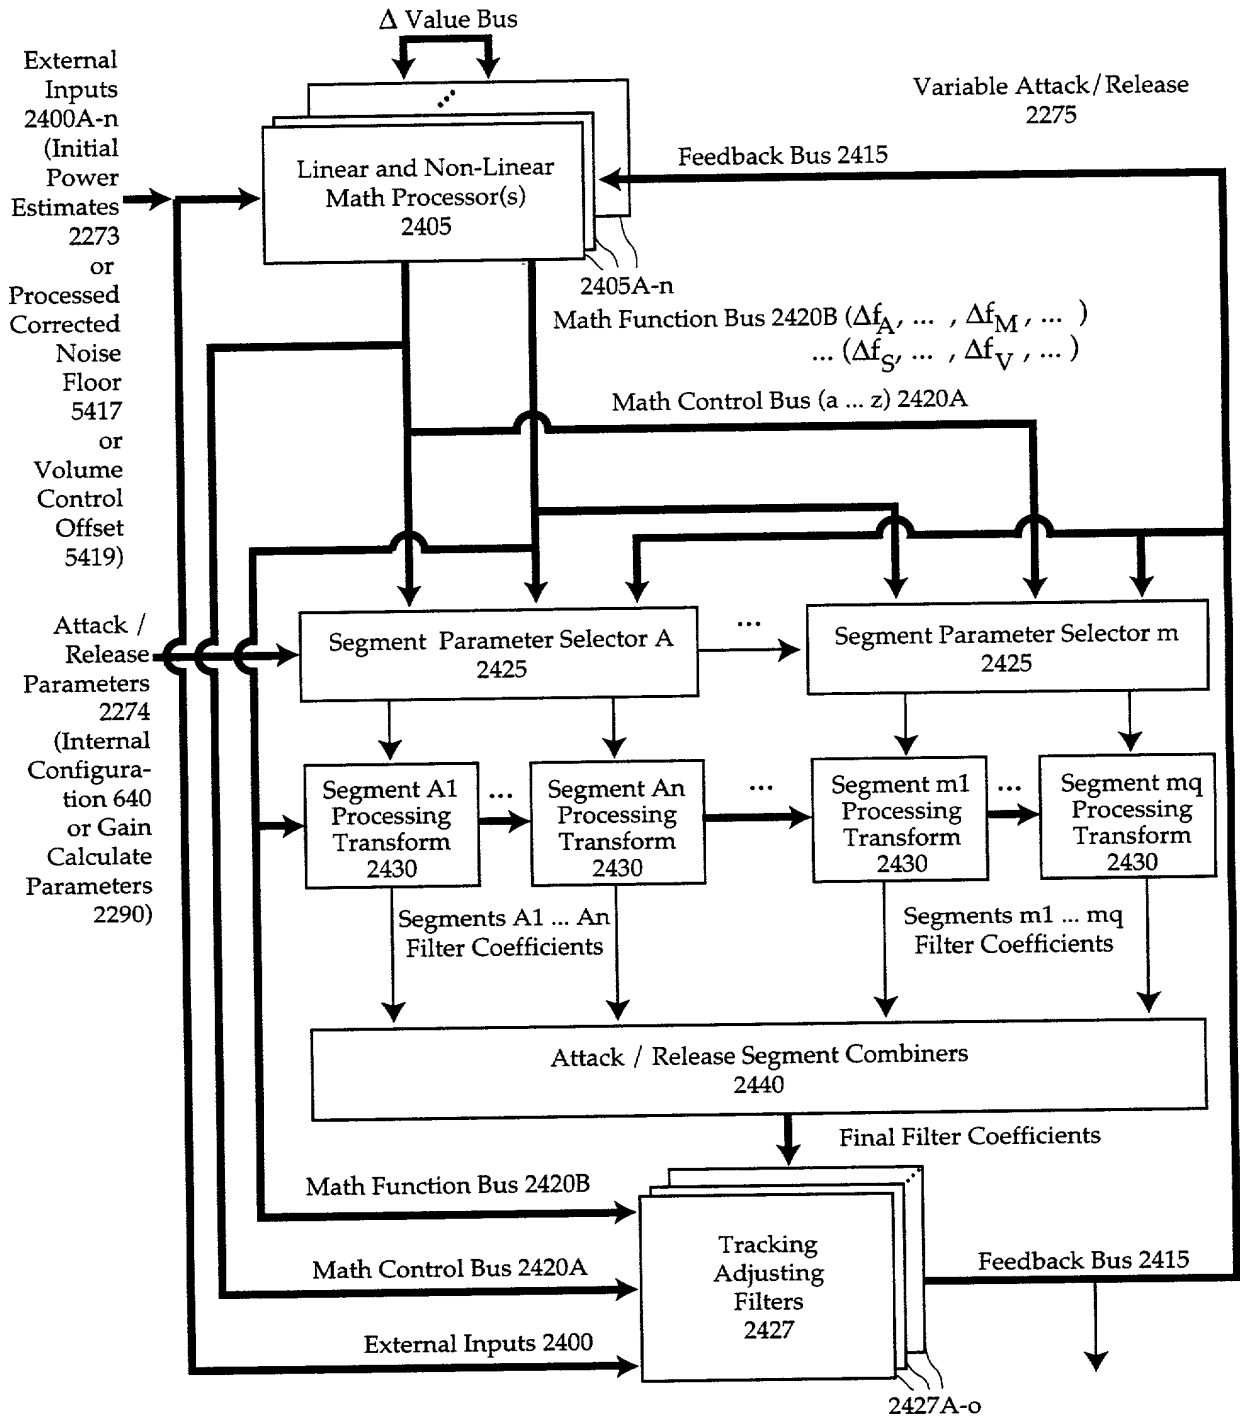 Δ Value Bus
External
Inputs
2400A-n
(Initial
Power
Estimates
2273
or
Processed
Corrected
Noise
Floor
5417
or
Volume
Control
Offset
5419)
Variable Attack/Release
2275
Linear and Non-Linear
Math Processor(s)
2405
Feedback Bus 2415
2405A-n
Math Function Bus 2420B (Δf_A, ... , Δf_M, ... )
... (Δf_S, ... , Δf_V, ... )
Math Control Bus (a ... z) 2420A
Attack /
Release
Parameters
2274
(Internal
Configura-
tion 640
or Gain
Calculate
Parameters
2290)
Segment Parameter Selector A
2425
...
Segment Parameter Selector m
2425
Segment A1
Processing
Transform
2430
...
Segment An
Processing
Transform
2430
...
Segment m1
Processing
Transform
2430
...
Segment mq
Processing
Transform
2430
Segments A1 ... An
Filter Coefficients
Segments m1 ... mq
Filter Coefficients
Attack / Release Segment Combiners
2440
Final Filter Coefficients
Math Function Bus 2420B
Math Control Bus 2420A
External Inputs 2400
Tracking
Adjusting
Filters
2427
Feedback Bus 2415
2427A-o